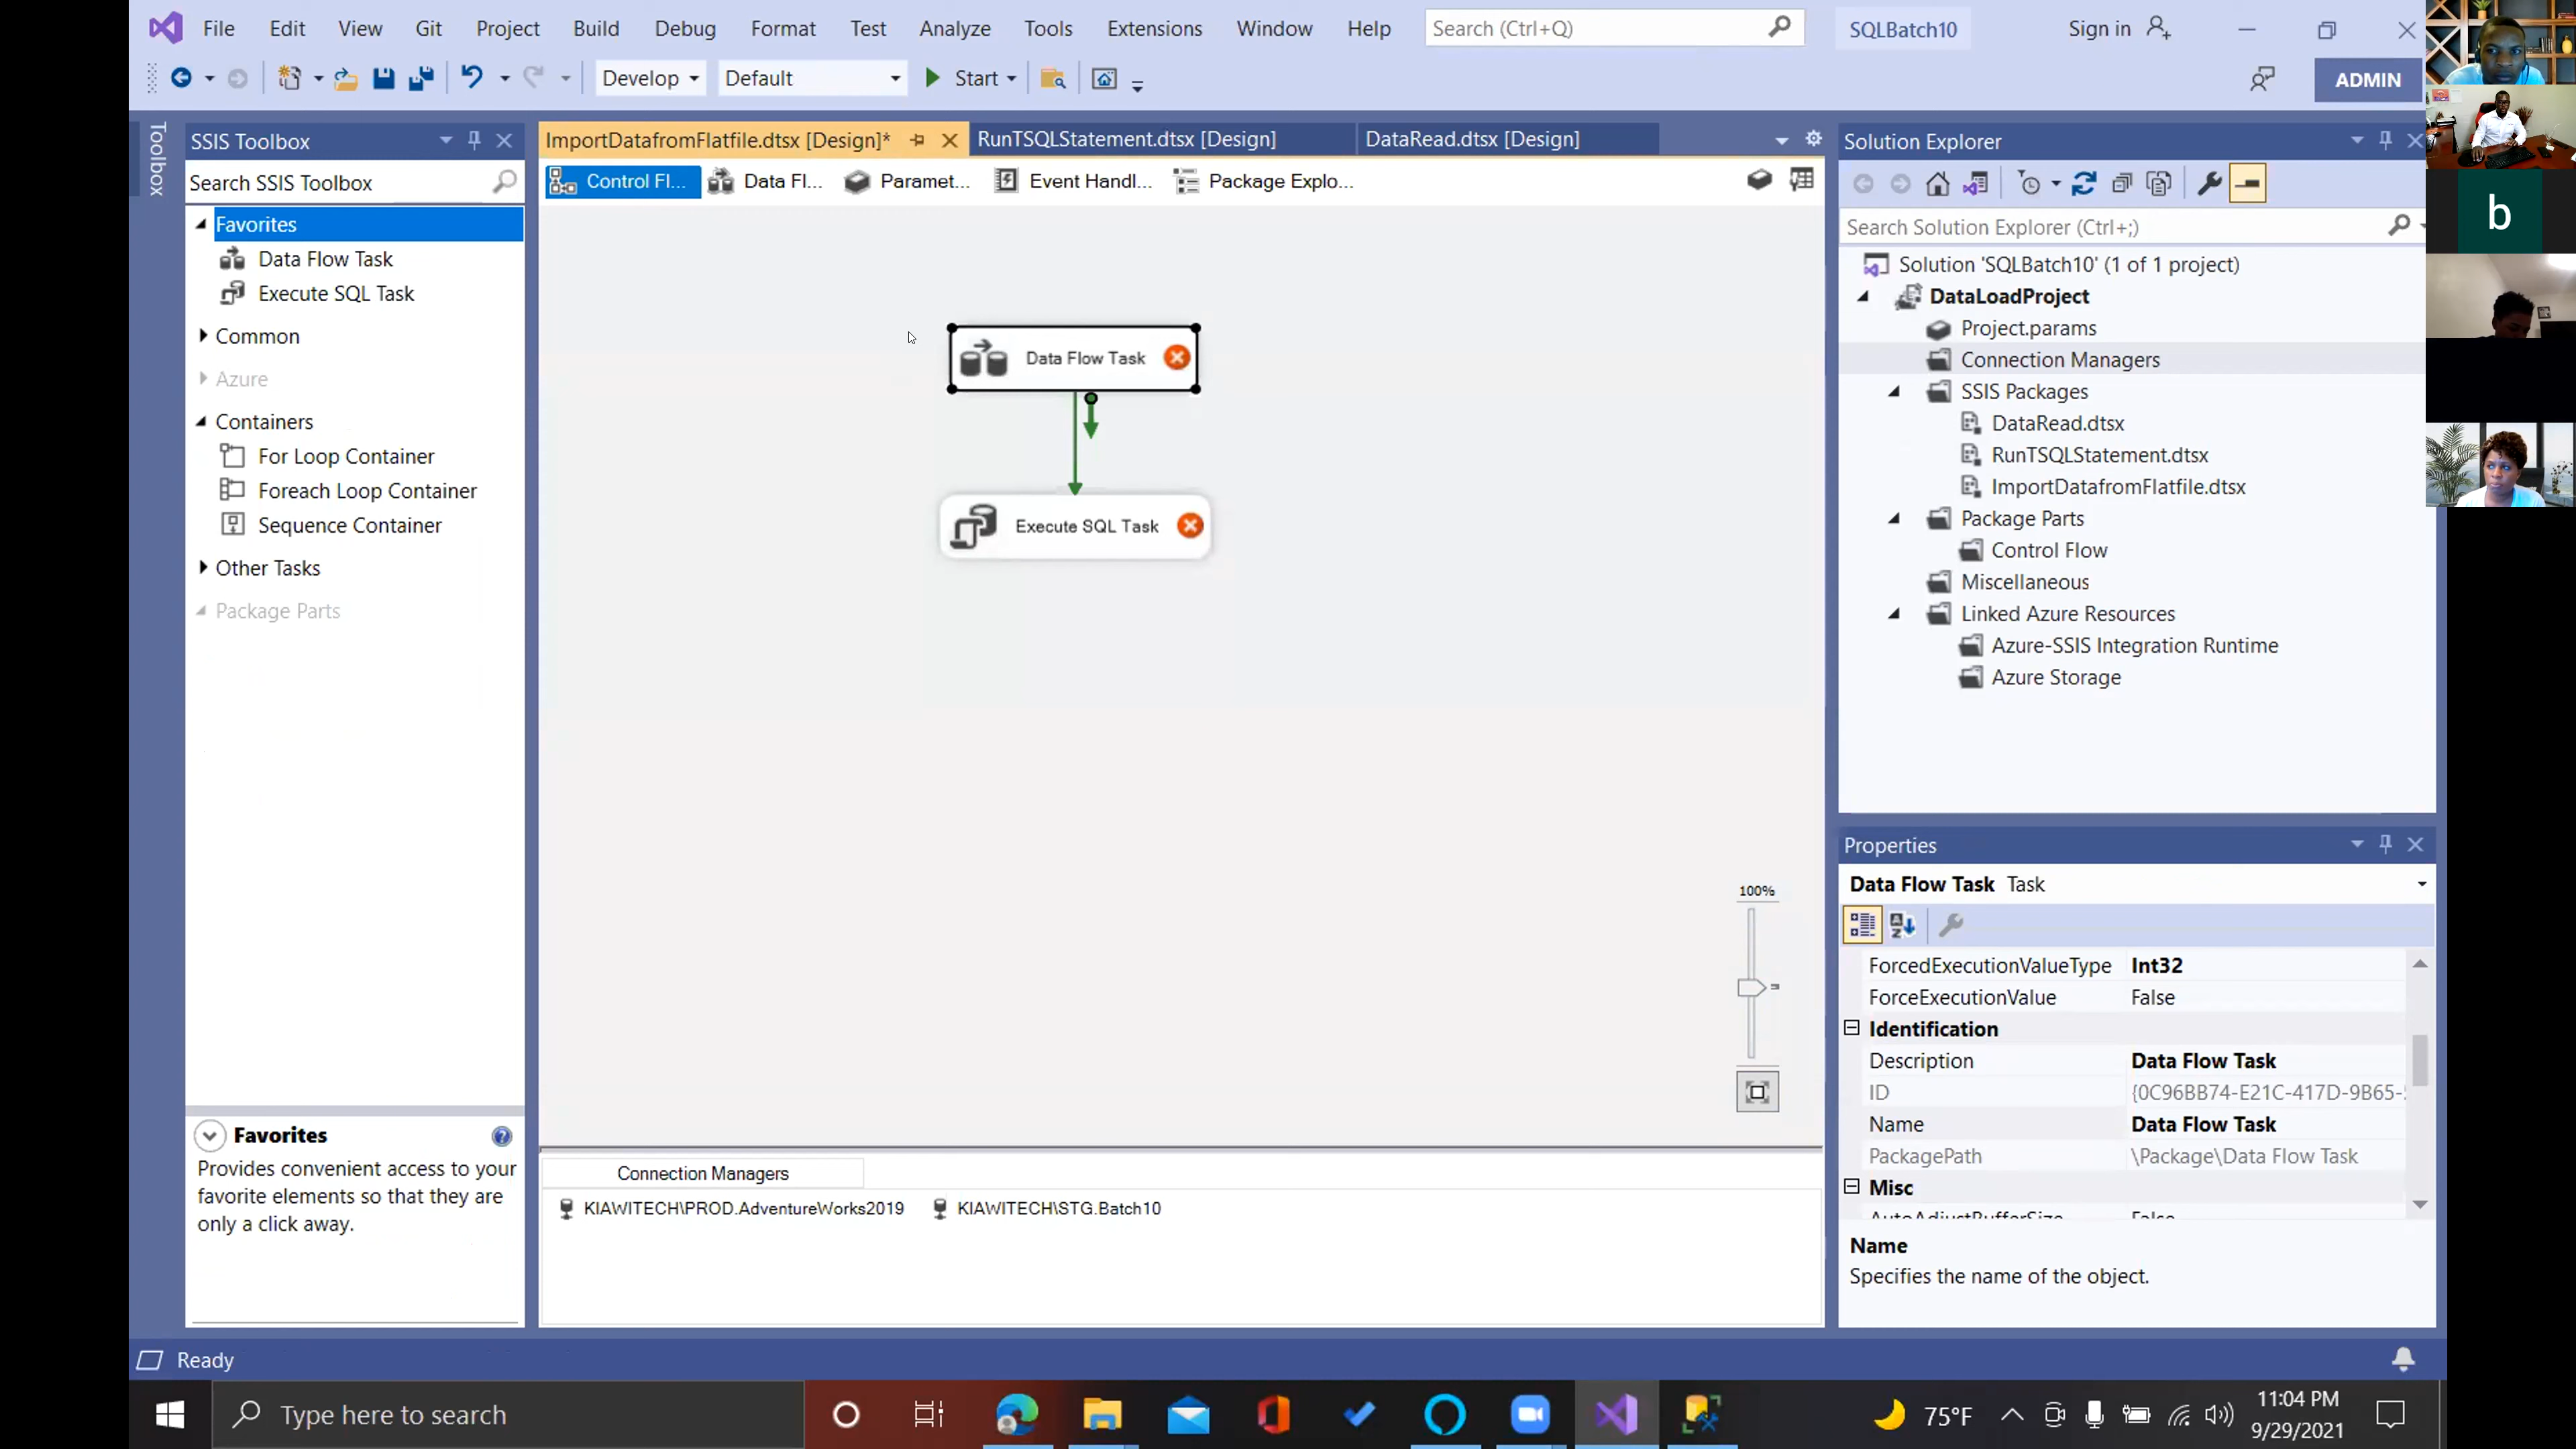 File Edit View Git Project Build Debug Format Test Tools Analyze Extensions Window Help Search (Ctrl+Q) SQLBatch10 Sign in
Develop Default Start ADMIN
Toolbox
SSIS Toolbox
Search SSIS Toolbox
Favorites
Data Flow Task
Execute SQL Task
Common
Azure
Containers
For Loop Container
Foreach Loop Container
Sequence Container
Other Tasks
Package Parts
Favorites
Provides convenient access to your
favorite elements so that they are
only a click away.
ImportDatafromFlatfile.dtsx [Design]* RunTSQLStatement.dtsx [Design] DataRead.dtsx [Design]
Control Fl... Data Fl... Paramet... Event Handl... Package Explo...
Data Flow Task
Execute SQL Task
100%
Connection Managers
KIAWITECH\PROD.AdventureWorks2019 KIAWITECH\STG.Batch10
Solution Explorer
Search Solution Explorer (Ctrl+;)
Solution 'SQLBatch10' (1 of 1 project)
DataLoadProject
Project.params
Connection Managers
SSIS Packages
DataRead.dtsx
RunTSQLStatement.dtsx
ImportDatafromFlatfile.dtsx
Package Parts
Control Flow
Miscellaneous
Linked Azure Resources
Azure-SSIS Integration Runtime
Azure Storage
Properties
Data Flow Task Task
ForcedExecutionValueType Int32
ForceExecutionValue False
Identification
Description Data Flow Task
ID {0C96BB74-E21C-417D-9B65-
Name Data Flow Task
PackagePath \Package\Data Flow Task
Misc
AutoAdjustBufferSize False
Name
Specifies the name of the object.
b
Ready
Type here to search
75°F
11:04 PM
9/29/2021